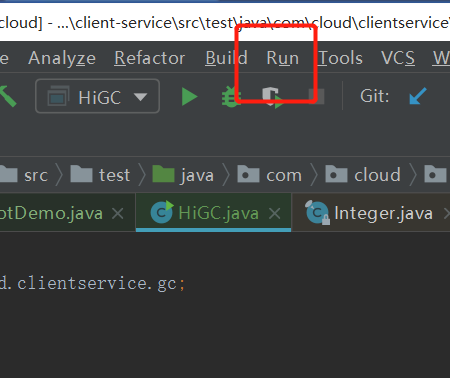 cloud] - ...\client-service\src\test\java\com\cloud\clientservice\
e Analyze Refactor Build Run Tools VCS W
HiGC Git:
src test java com cloud
otDemo.java HiGC.java Integer.java
d.clientservice.gc;